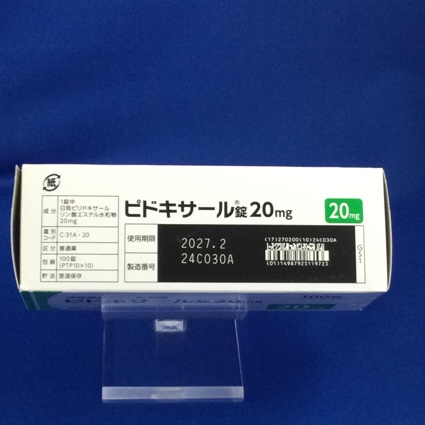 紙
成分
1錠中
日局ピリドキサール
リン酸エステル水和物
20mg
識別コード
C-31A・20
区分
普通薬
包装
100錠
(PTP10×10)
貯法
室温保存
ピドキサール®錠20mg
20mg
使用期限
2027.2
製造番号
24C030A
(17)270200(10)24C030A
(01)14987925119723
GS1